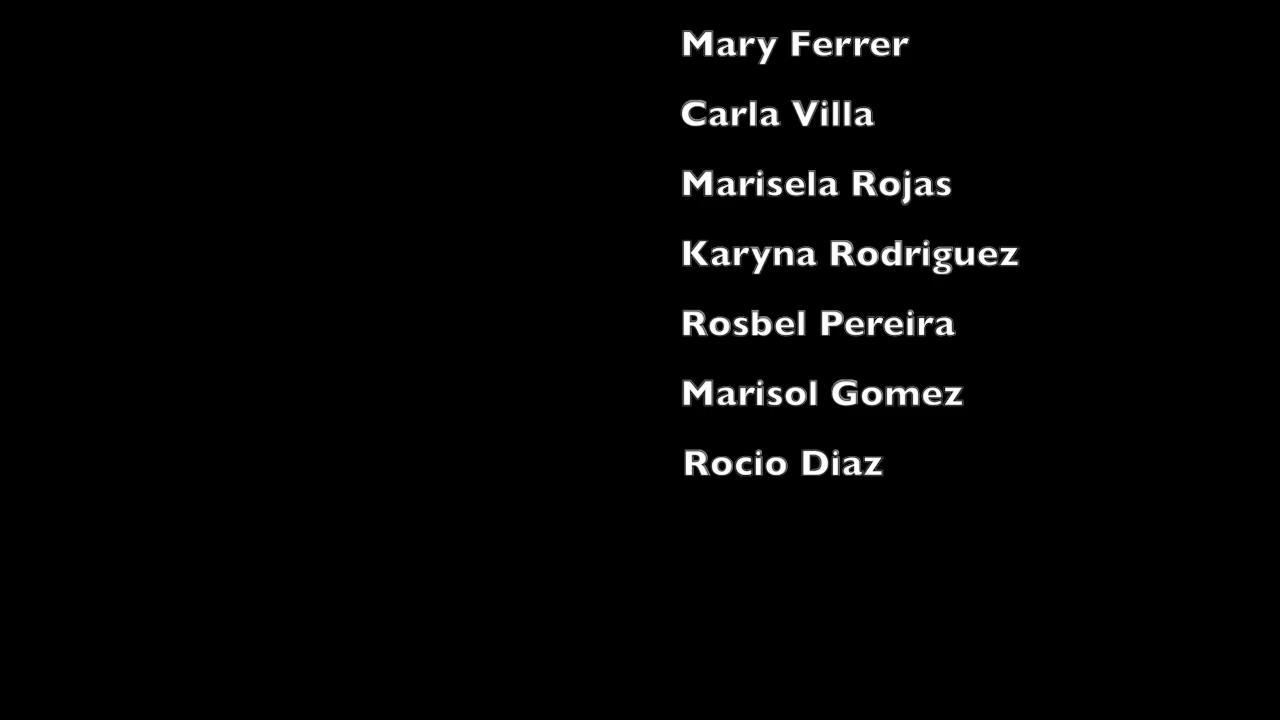 Mary Ferrer
Carla Villa
Marisela Rojas
Karyna Rodriguez
Rosbel Pereira
Marisol Gomez
Rocio Diaz